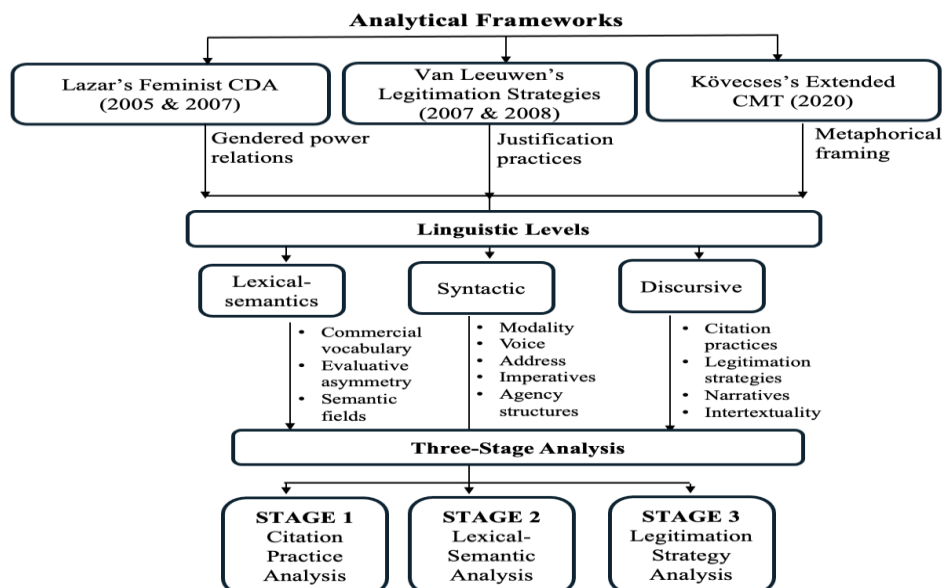 Analytical Frameworks
Lazar's Feminist CDA
(2005 & 2007)
Van Leeuwen's
Legitimation Strategies
(2007 & 2008)
Kövecses's Extended
CMT (2020)
Gendered power
relations
Justification
practices
Metaphorical
framing
Linguistic Levels
Lexical-
semantics
Syntactic
Discursive
• Commercial
vocabulary
• Evaluative
asymmetry
• Semantic
fields
• Modality
• Voice
• Address
• Imperatives
• Agency
structures
• Citation
practices
• Legitimation
strategies
• Narratives
• Intertextuality
Three-Stage Analysis
STAGE 1
Citation
Practice
Analysis
STAGE 2
Lexical-
Semantic
Analysis
STAGE 3
Legitimation
Strategy
Analysis